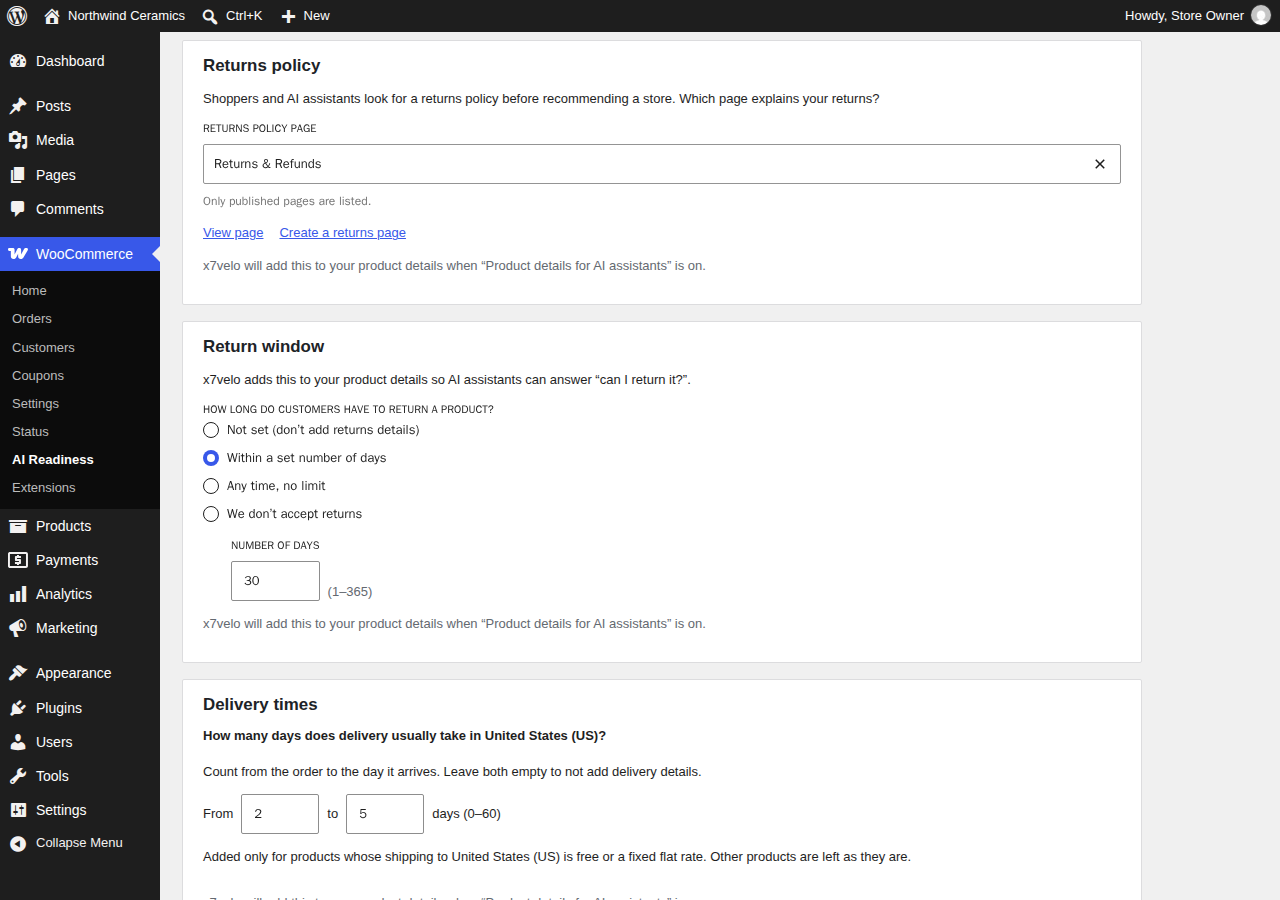 Northwind Ceramics
Ctrl+K
New
Howdy, Store Owner
Dashboard
Posts
Media
Pages
Comments
WooCommerce
Home
Orders
Customers
Coupons
Settings
Status
AI Readiness
Extensions
Products
Payments
Analytics
Marketing
Appearance
Plugins
Users
Tools
Settings
Collapse Menu
Returns policy
Shoppers and AI assistants look for a returns policy before recommending a store. Which page explains your returns?
RETURNS POLICY PAGE
Returns & Refunds
Only published pages are listed.
View page Create a returns page
x7velo will add this to your product details when “Product details for AI assistants” is on.
Return window
x7velo adds this to your product details so AI assistants can answer “can I return it?”.
HOW LONG DO CUSTOMERS HAVE TO RETURN A PRODUCT?
Not set (don’t add returns details)
Within a set number of days
Any time, no limit
We don’t accept returns
NUMBER OF DAYS
30 (1–365)
x7velo will add this to your product details when “Product details for AI assistants” is on.
Delivery times
How many days does delivery usually take in United States (US)?
Count from the order to the day it arrives. Leave both empty to not add delivery details.
From 2 to 5 days (0–60)
Added only for products whose shipping to United States (US) is free or a fixed flat rate. Other products are left as they are.